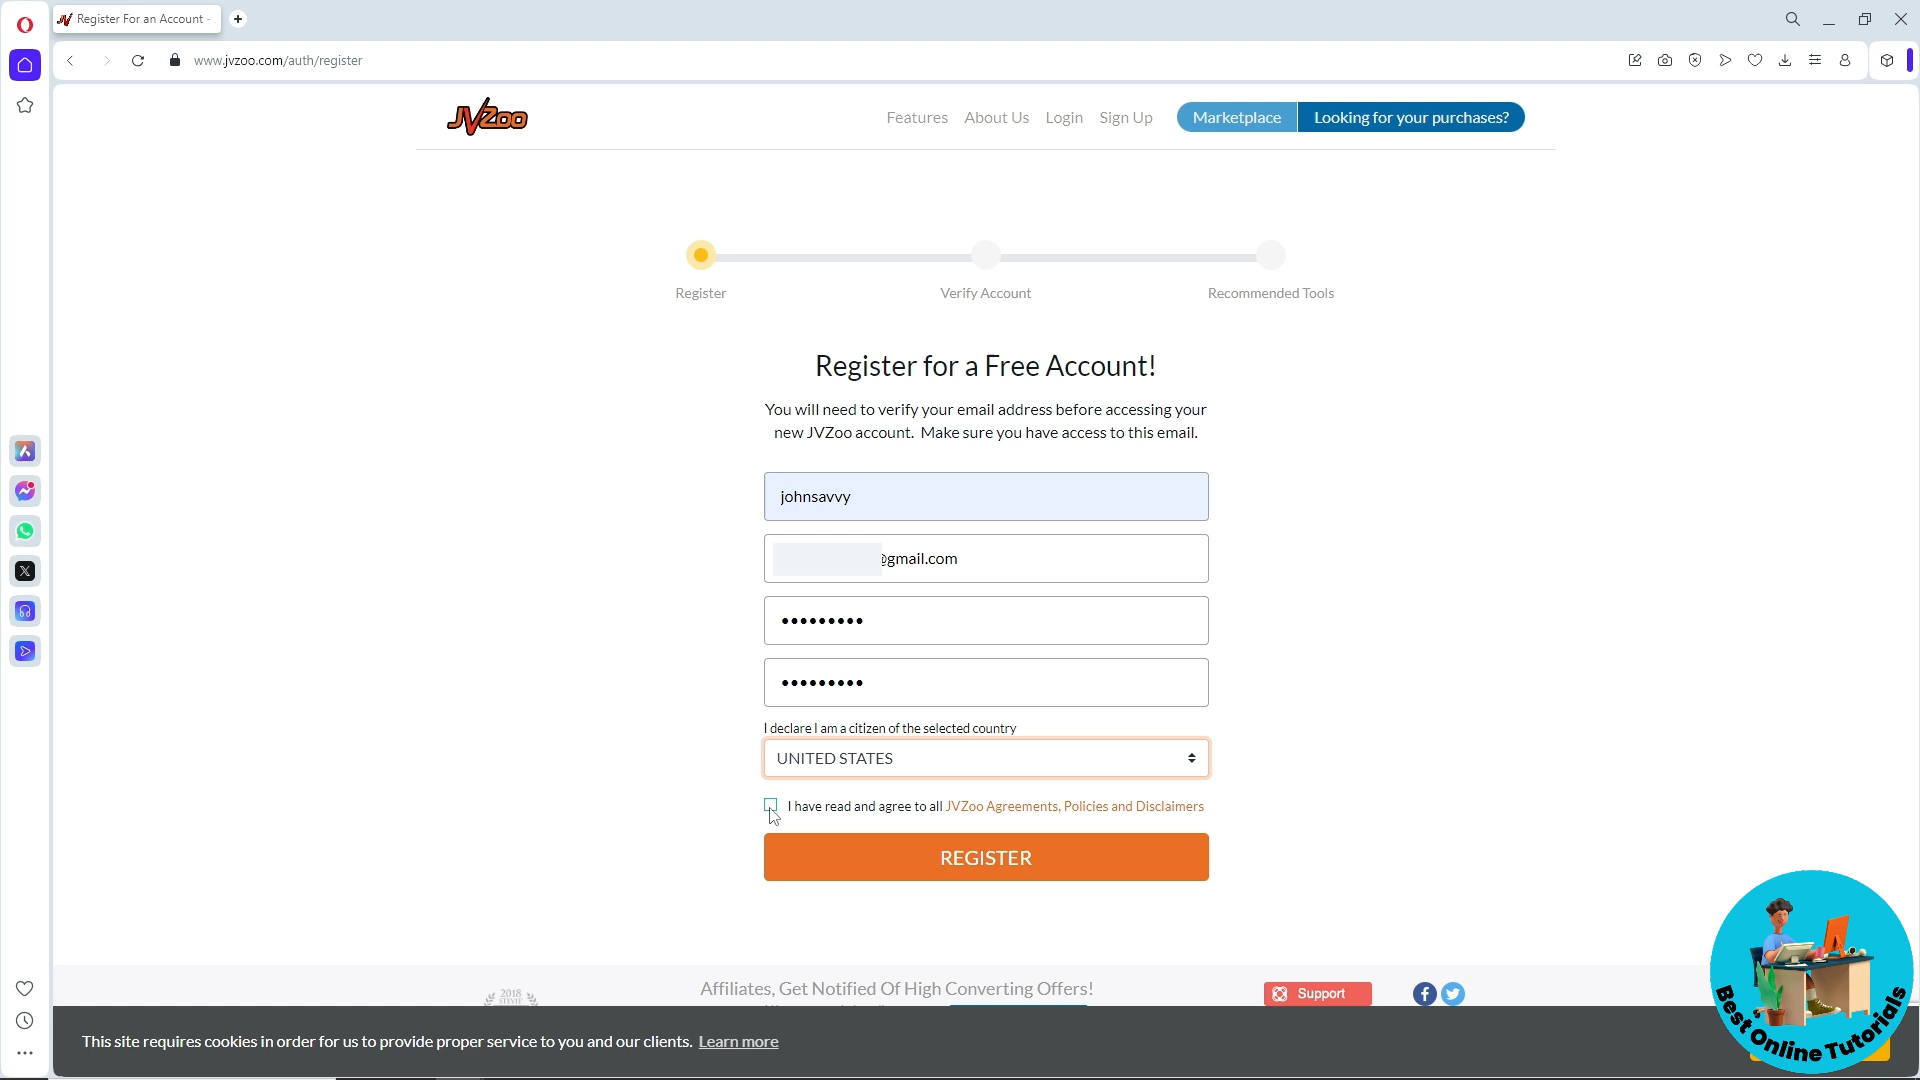 Register For an Account -
www.jvzoo.com/auth/register
JVZoo
Features
About Us
Login
Sign Up
Marketplace
Looking for your purchases?
Register
Verify Account
Recommended Tools
Register for a Free Account!
You will need to verify your email address before accessing your
new JVZoo account. Make sure you have access to this email.
johnsavvy
@gmail.com
I declare I am a citizen of the selected country
UNITED STATES
I have read and agree to all JVZoo Agreements, Policies and Disclaimers
REGISTER
2018
STEVIE
Affiliates, Get Notified Of High Converting Offers!
Support
This site requires cookies in order for us to provide proper service to you and our clients. Learn more
Best Online Tutorials